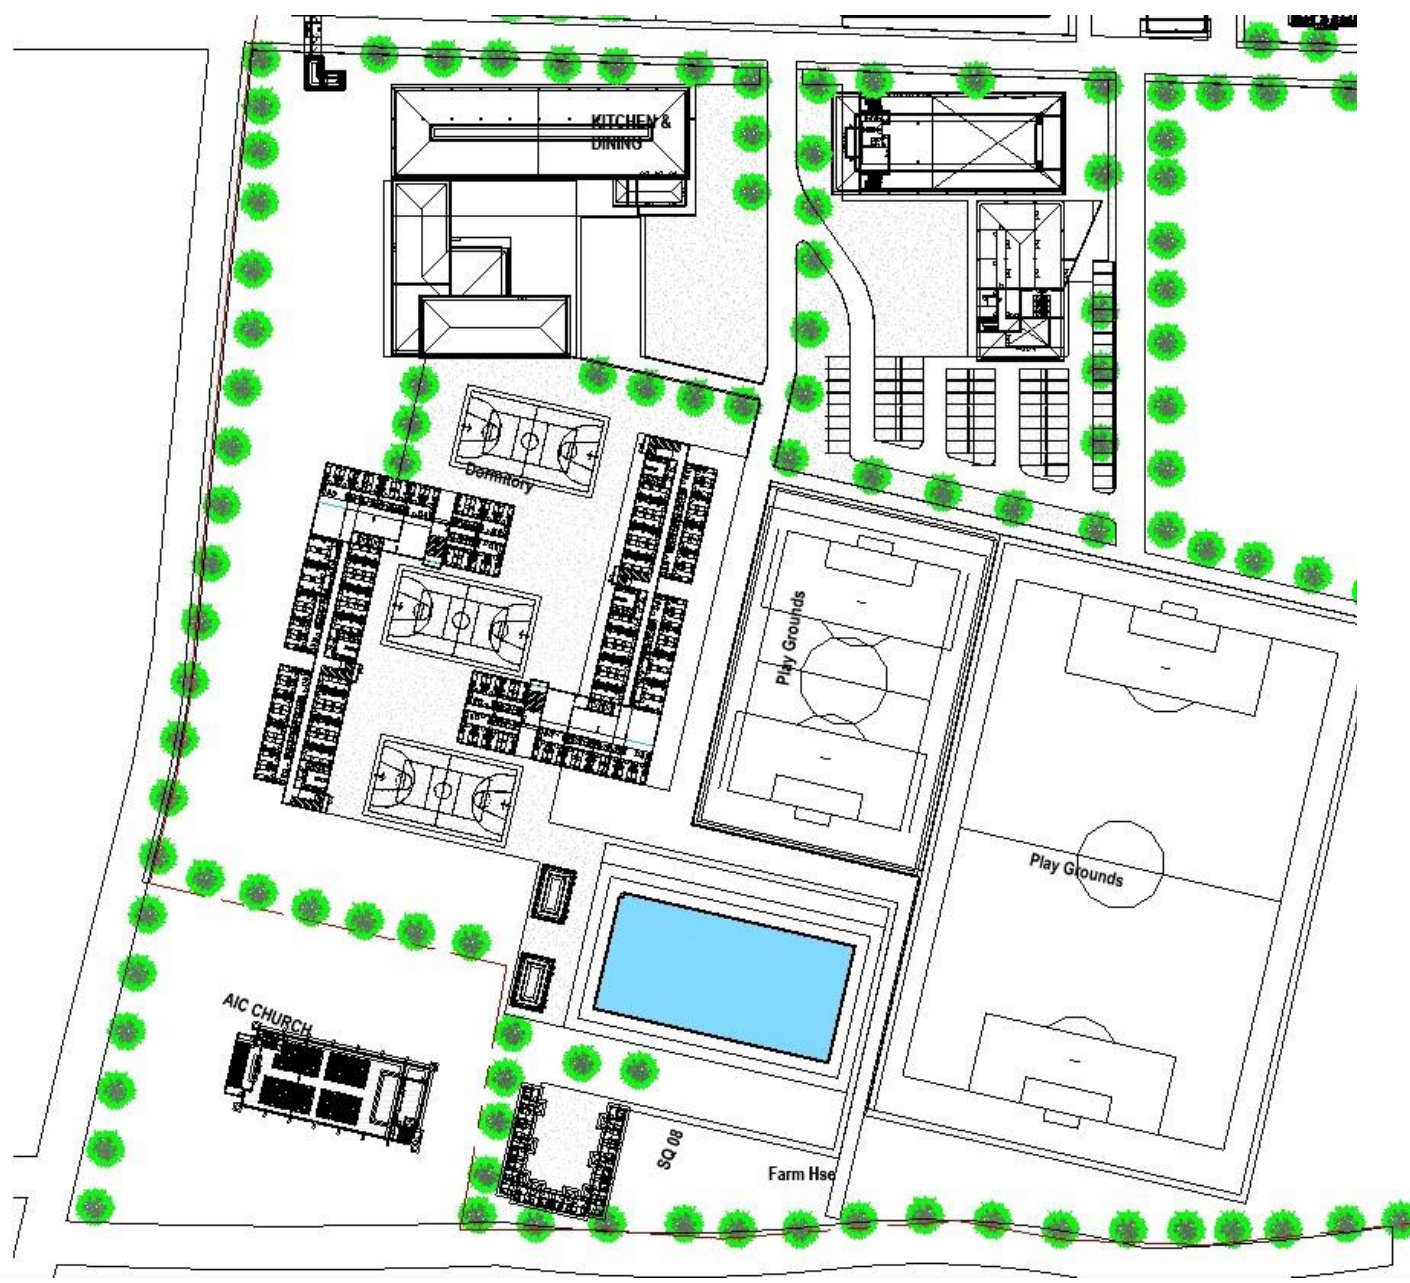 KITCHEN &
DINING
Dormitory
Play Grounds
Play Grounds
AIC CHURCH
SQ 08
Farm Hse